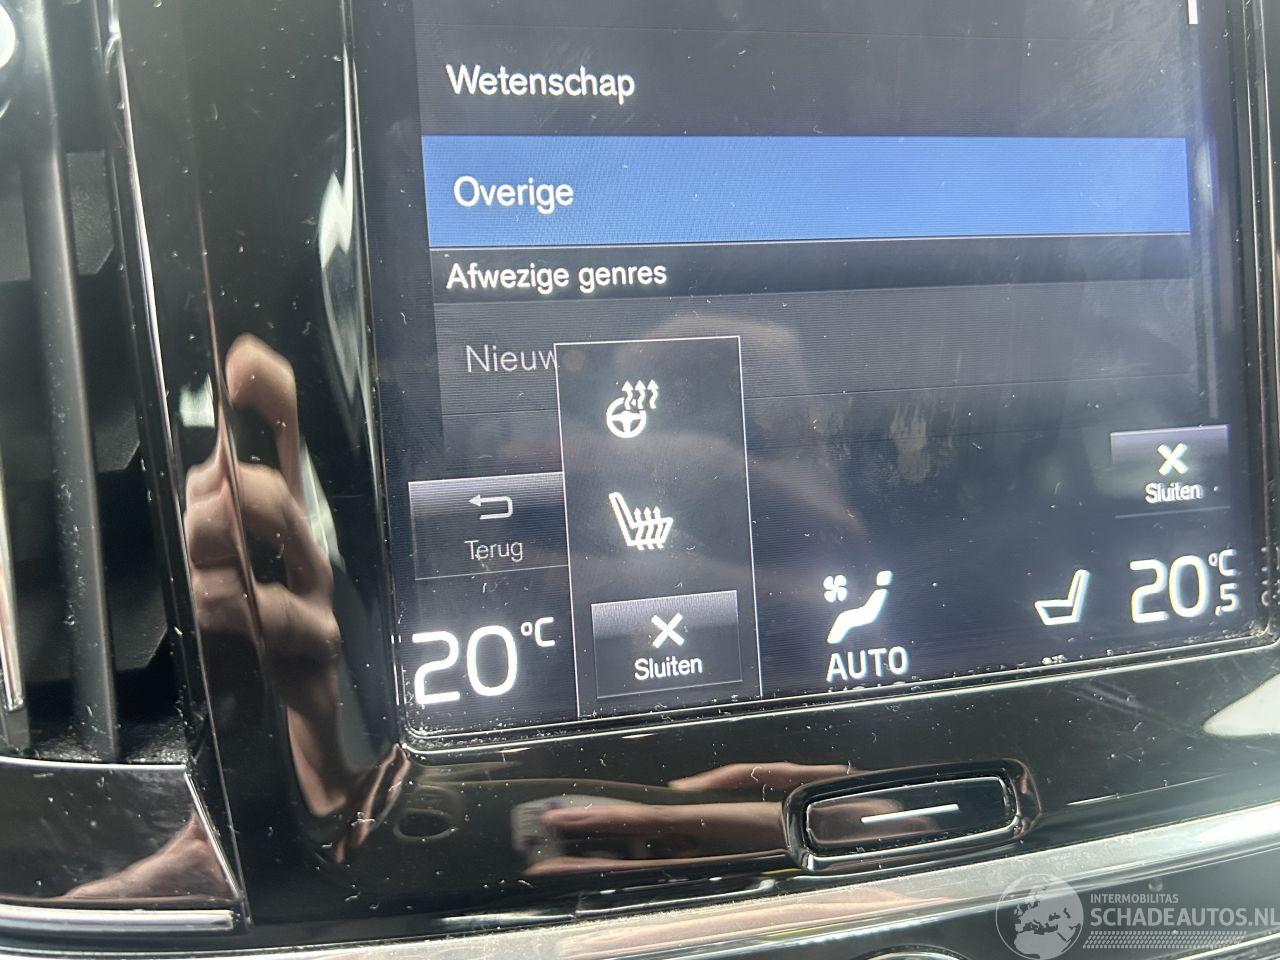 Wetenschap
Overige
Afwezige genres
Nieuw
Sluiten
Terug
20°C
Sluiten
AUTO
20,5°C
INTERMOBILITAS
SCHADEAUTOS.NL